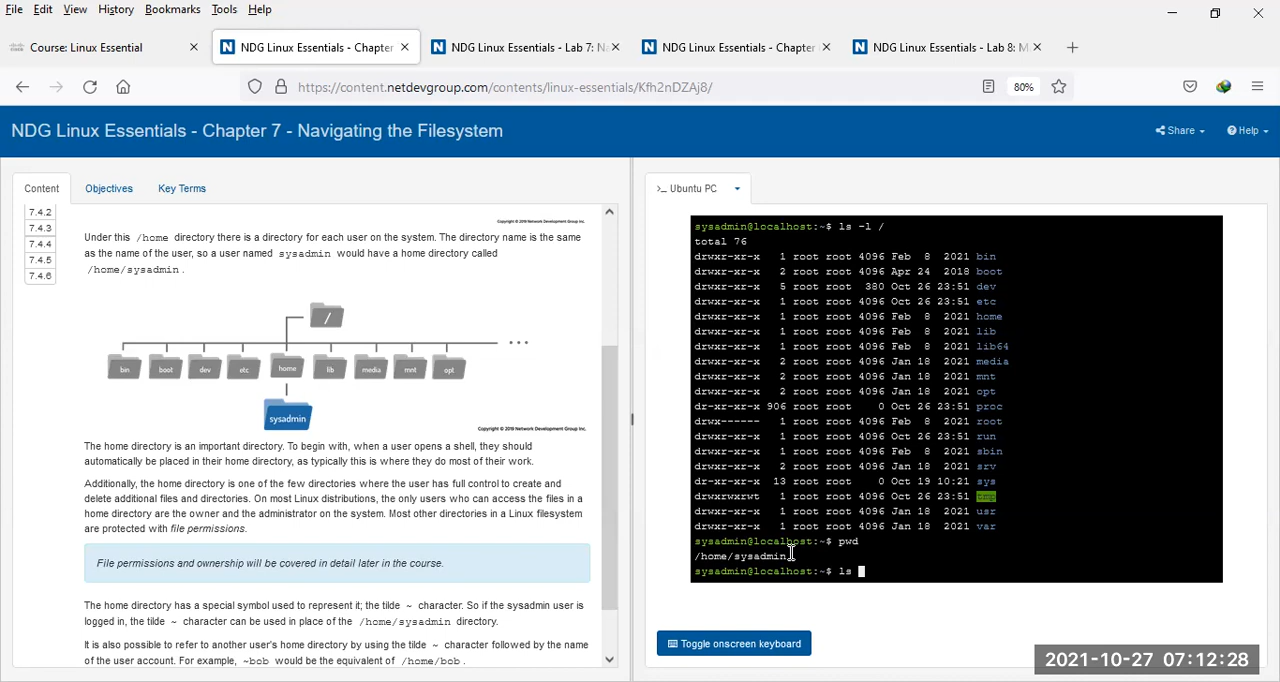 File Edit View History Bookmarks Tools Help
Course: Linux Essential
NDG Linux Essentials - Chapter
NDG Linux Essentials - Lab 7: Na
NDG Linux Essentials - Chapter
NDG Linux Essentials - Lab 8: M
https://content.netdevgroup.com/contents/linux-essentials/Kfh2nDZAj8/
80%
NDG Linux Essentials - Chapter 7 - Navigating the Filesystem
Share
Help
Content Objectives Key Terms
7.4.2
7.4.3
7.4.4
7.4.5
7.4.6
Copyright © 2019 Network Development Group Inc.
Under this /home directory there is a directory for each user on the system. The directory name is the same
as the name of the user, so a user named sysadmin would have a home directory called
/home/sysadmin.
/
bin boot dev etc home lib media mnt opt
...
sysadmin
Copyright © 2019 Network Development Group Inc.
The home directory is an important directory. To begin with, when a user opens a shell, they should
automatically be placed in their home directory, as typically this is where they do most of their work.
Additionally, the home directory is one of the few directories where the user has full control to create and
delete additional files and directories. On most Linux distributions, the only users who can access the files in a
home directory are the owner and the administrator on the system. Most other directories in a Linux filesystem
are protected with file permissions.
File permissions and ownership will be covered in detail later in the course.
The home directory has a special symbol used to represent it; the tilde ~ character. So if the sysadmin user is
logged in, the tilde ~ character can be used in place of the /home/sysadmin directory.
It is also possible to refer to another user's home directory by using the tilde ~ character followed by the name
of the user account. For example, ~bob would be the equivalent of /home/bob.
>_ Ubuntu PC
sysadmin@localhost:~$ ls -l /
total 76
drwxr-xr-x 1 root root 4096 Feb 8 2021 bin
drwxr-xr-x 2 root root 4096 Apr 24 2018 boot
drwxr-xr-x 5 root root 380 Oct 26 23:51 dev
drwxr-xr-x 1 root root 4096 Oct 26 23:51 etc
drwxr-xr-x 1 root root 4096 Feb 8 2021 home
drwxr-xr-x 1 root root 4096 Feb 8 2021 lib
drwxr-xr-x 1 root root 4096 Feb 8 2021 lib64
drwxr-xr-x 2 root root 4096 Jan 18 2021 media
drwxr-xr-x 2 root root 4096 Jan 18 2021 mnt
drwxr-xr-x 2 root root 4096 Jan 18 2021 opt
dr-xr-xr-x 906 root root 0 Oct 26 23:51 proc
drwx------ 1 root root 4096 Feb 8 2021 root
drwxr-xr-x 1 root root 4096 Oct 26 23:51 run
drwxr-xr-x 1 root root 4096 Feb 8 2021 sbin
drwxr-xr-x 2 root root 4096 Jan 18 2021 srv
dr-xr-xr-x 13 root root 0 Oct 19 10:21 sys
drwxrwxrwt 1 root root 4096 Oct 26 23:51 tmp
drwxr-xr-x 1 root root 4096 Jan 18 2021 usr
drwxr-xr-x 1 root root 4096 Jan 18 2021 var
sysadmin@localhost:~$ pwd
/home/sysadmin
sysadmin@localhost:~$ ls
Toggle onscreen keyboard
2021-10-27 07:12:28